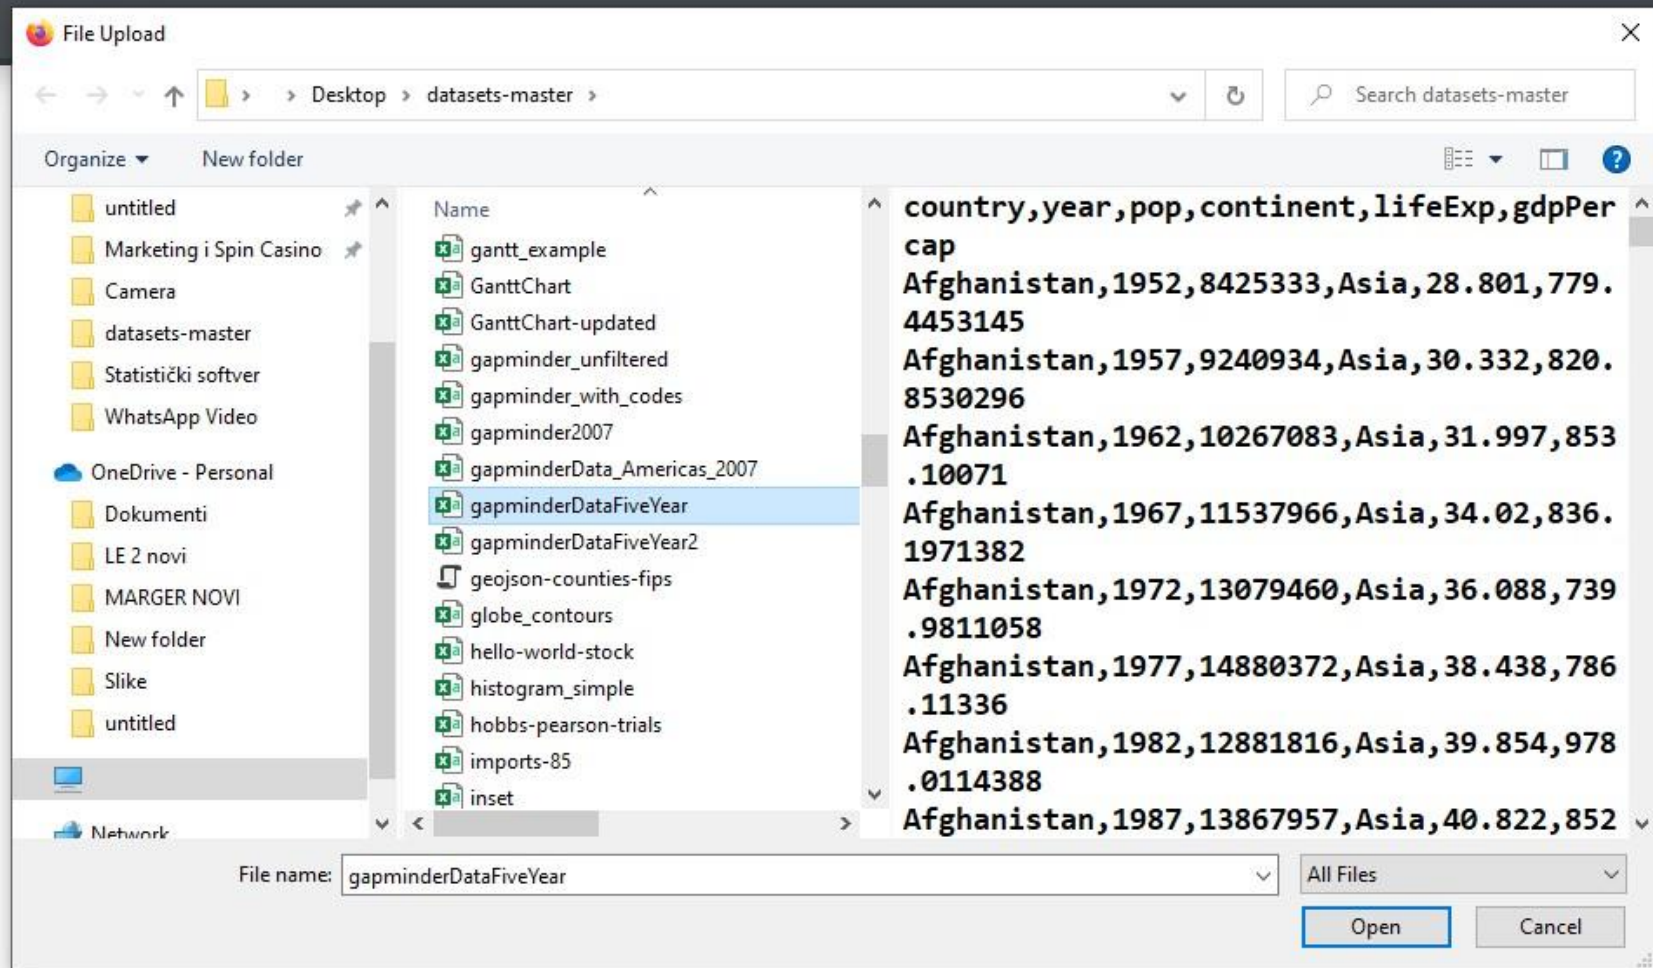 File Upload
Desktop > datasets-master >
Search datasets-master
Organize
New folder
?
untitled
Marketing i Spin Casino
Camera
datasets-master
Statistički softver
WhatsApp Video
OneDrive - Personal
Dokumenti
LE 2 novi
MARGER NOVI
New folder
Slike
untitled
Network
Name
gantt_example
GanttChart
GanttChart-updated
gapminder_unfiltered
gapminder_with_codes
gapminder2007
gapminderData_Americas_2007
gapminderDataFiveYear
gapminderDataFiveYear2
geojson-counties-fips
globe_contours
hello-world-stock
histogram_simple
hobbs-pearson-trials
imports-85
inset
country,year,pop,continent,lifeExp,gdpPer
cap
Afghanistan,1952,8425333,Asia,28.801,779.
4453145
Afghanistan,1957,9240934,Asia,30.332,820.
8530296
Afghanistan,1962,10267083,Asia,31.997,853
.10071
Afghanistan,1967,11537966,Asia,34.02,836.
1971382
Afghanistan,1972,13079460,Asia,36.088,739
.9811058
Afghanistan,1977,14880372,Asia,38.438,786
.11336
Afghanistan,1982,12881816,Asia,39.854,978
.0114388
Afghanistan,1987,13867957,Asia,40.822,852
File name: gapminderDataFiveYear
All Files
Open
Cancel